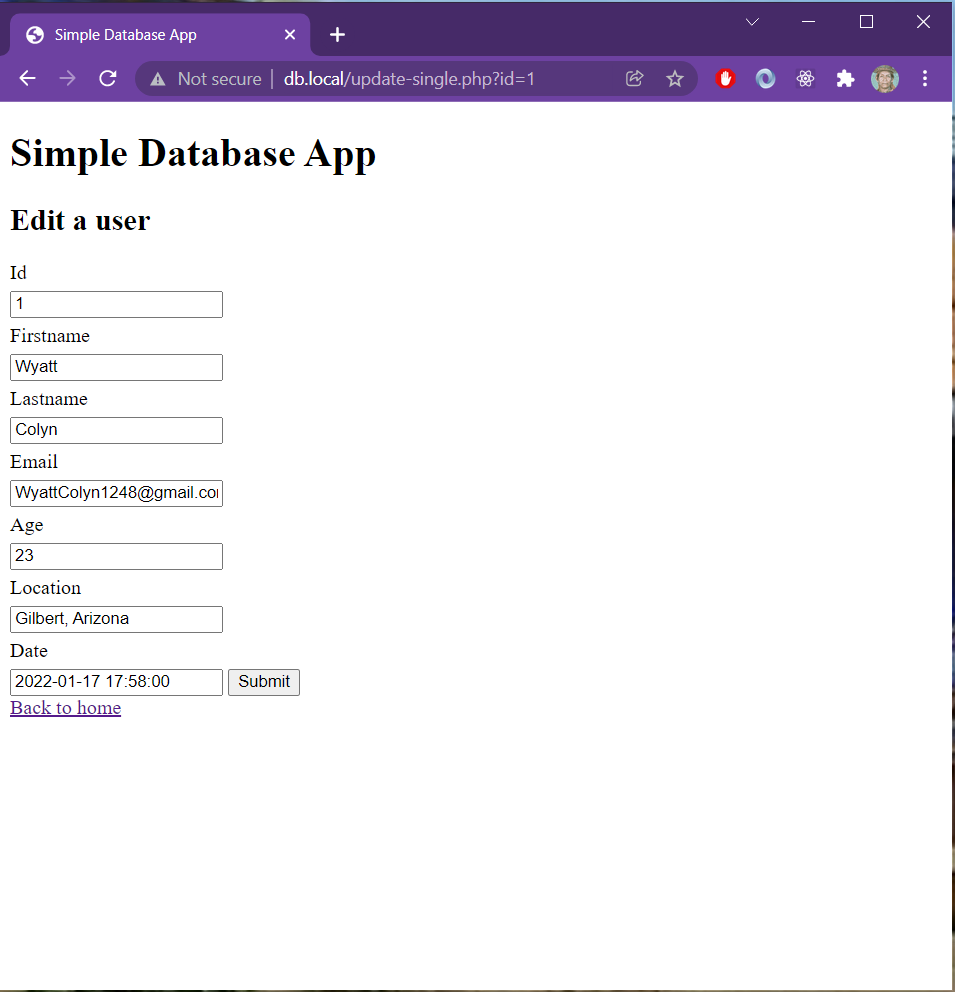 Simple Database App
Not secure | db.local/update-single.php?id=1
Simple Database App
Edit a user
Id
1
Firstname
Wyatt
Lastname
Colyn
Email
WyattColyn1248@gmail.co
Age
23
Location
Gilbert, Arizona
Date
2022-01-17 17:58:00 Submit
Back to home